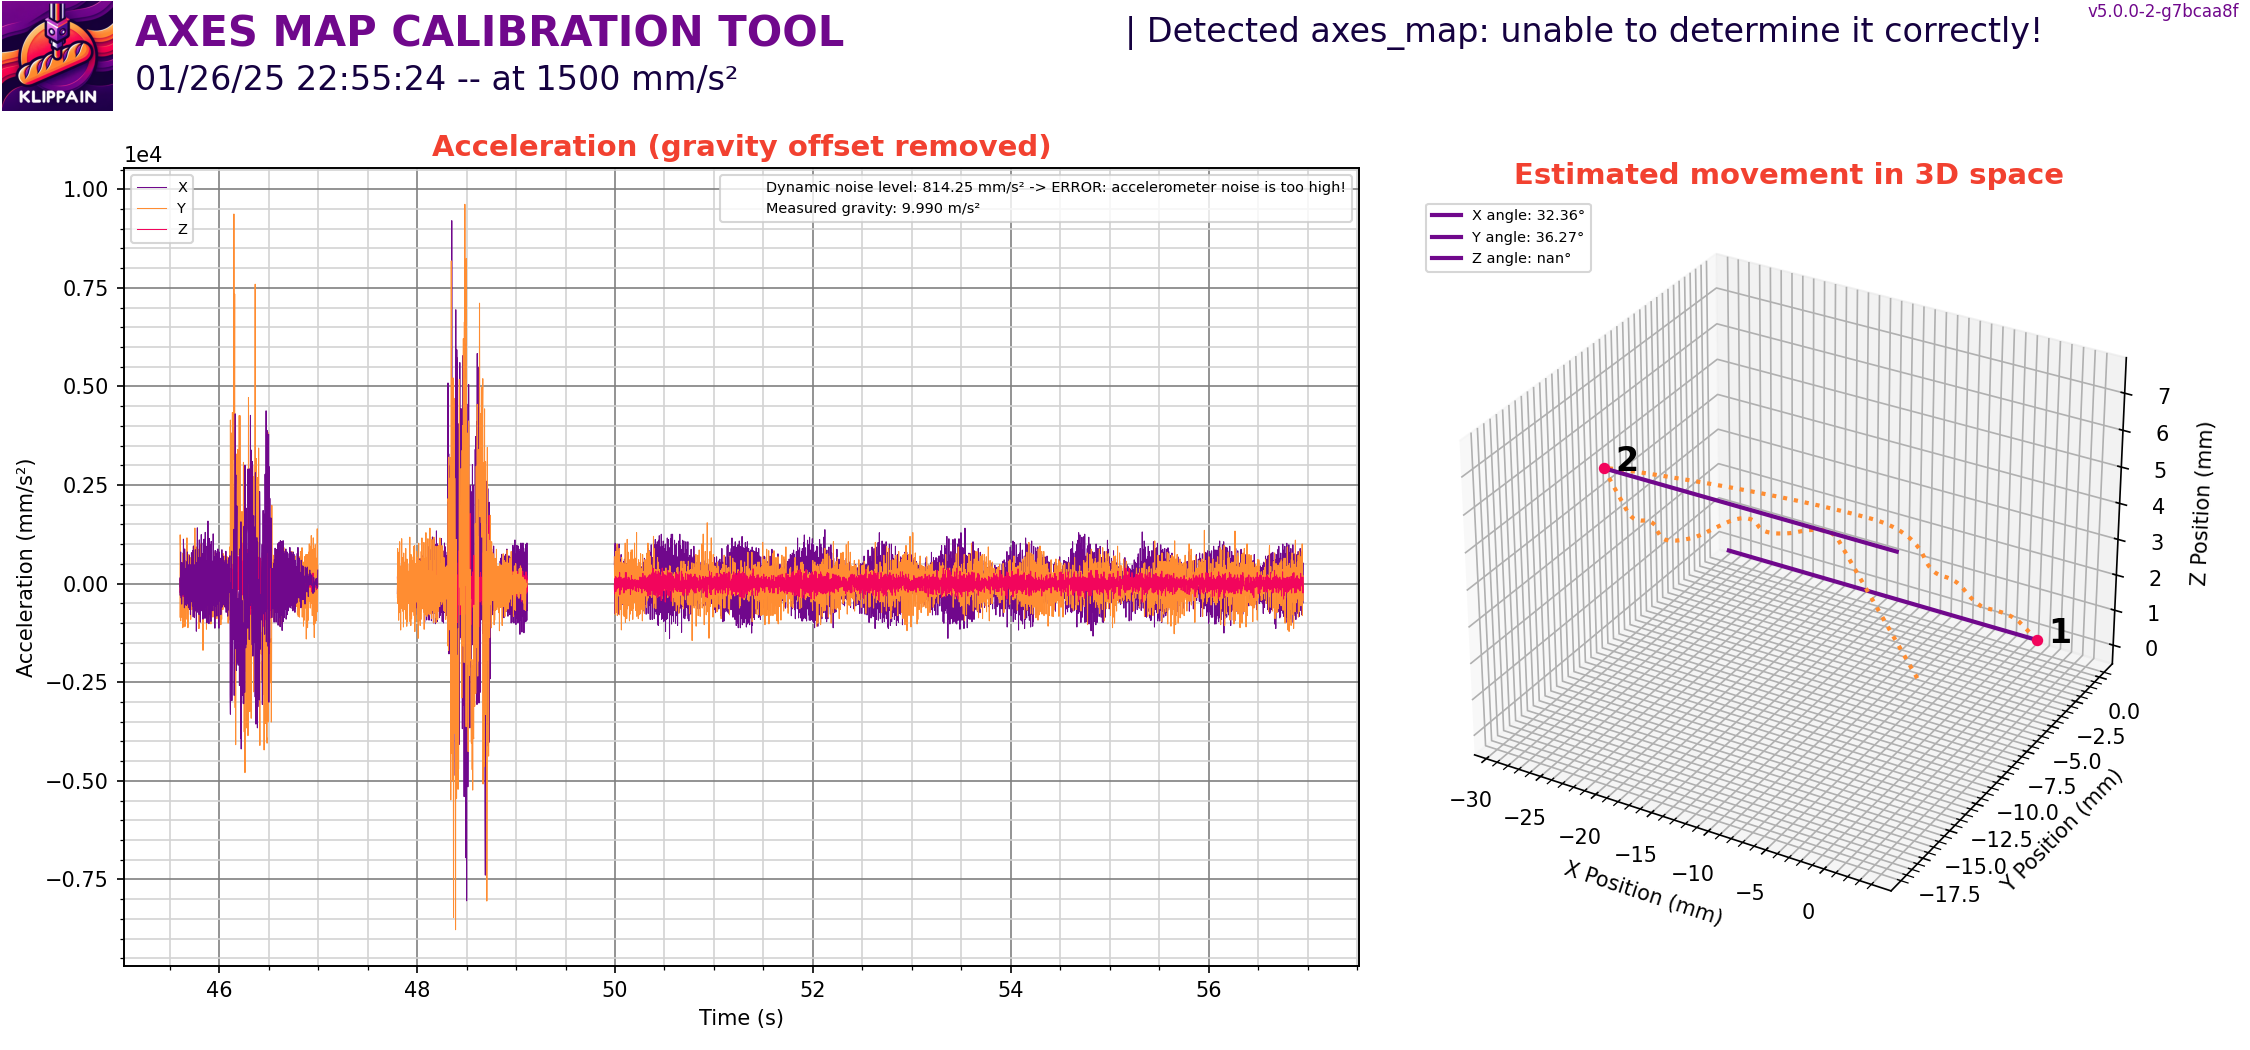 AXES MAP CALIBRATION TOOL
| Detected axes_map: unable to determine it correctly!
v5.0.0-2-g7bcaa8f
01/26/25 22:55:24 -- at 1500 mm/s²
KLIPPAIN
Acceleration (gravity offset removed)
1e4
X
Y
Z
Dynamic noise level: 814.25 mm/s² -> ERROR: accelerometer noise is too high!
Measured gravity: 9.990 m/s²
1.00
0.75
0.50
0.25
0.00
−0.25
−0.50
−0.75
Acceleration (mm/s²)
46
48
50
52
54
56
Time (s)
Estimated movement in 3D space
X angle: 32.36°
Y angle: 36.27°
Z angle: nan°
2
1
7
6
5
4
3
2
1
0
Z Position (mm)
0.0
−2.5
−5.0
−7.5
−10.0
−12.5
−15.0
−17.5
Y Position (mm)
−30
−25
−20
−15
−10
−5
0
X Position (mm)